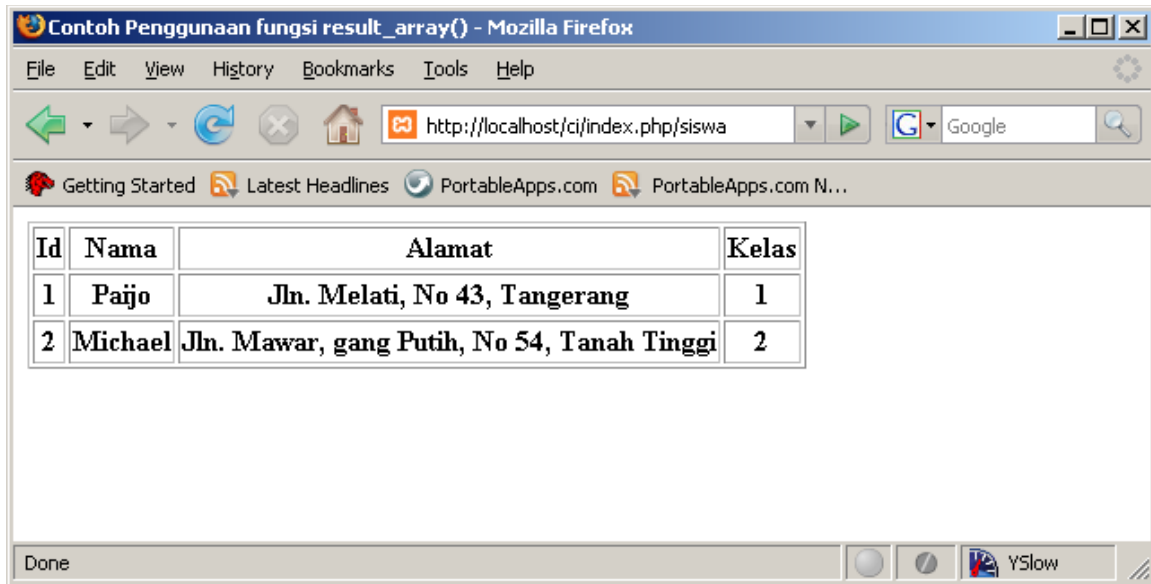 Contoh Penggunaan fungsi result_array() - Mozilla Firefox
File Edit View History Bookmarks Tools Help
http://localhost/ci/index.php/siswa G Google
Getting Started Latest Headlines PortableApps.com PortableApps.com N...
Id Nama Alamat Kelas
1 Paijo Jln. Melati, No 43, Tangerang 1
2 Michael Jln. Mawar, gang Putih, No 54, Tanah Tinggi 2
Done YSlow